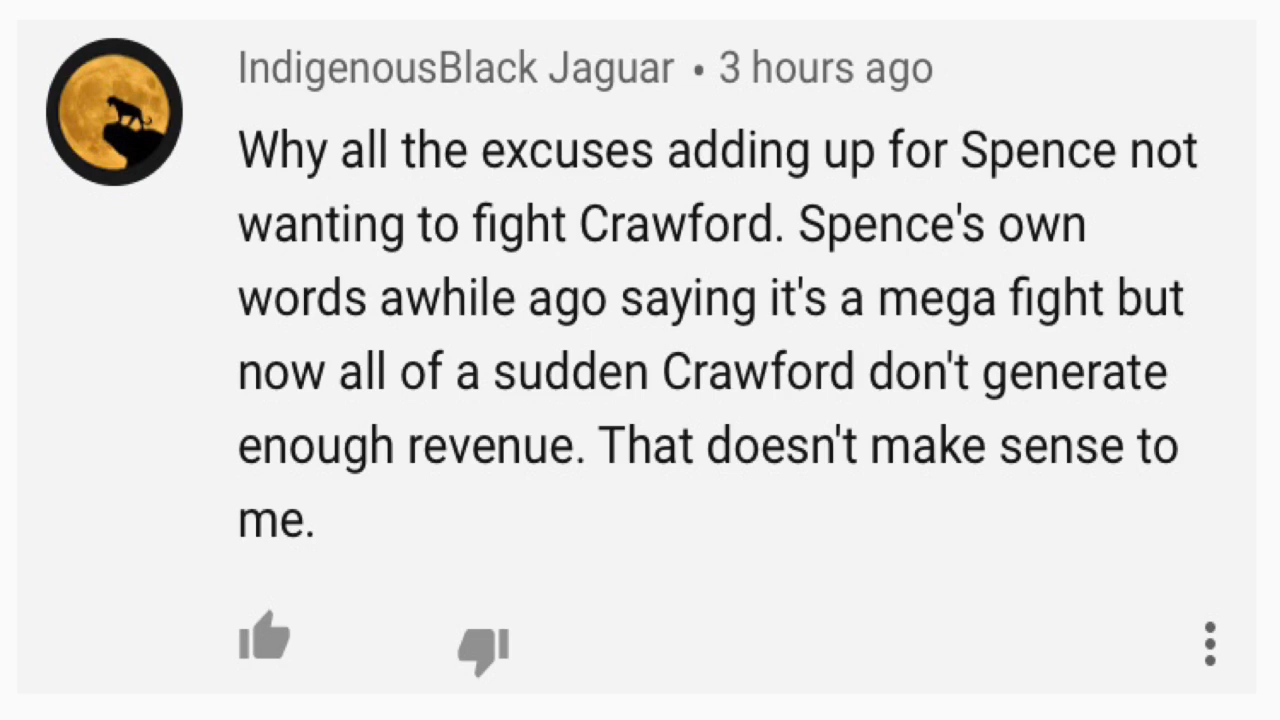 IndigenousBlack Jaguar • 3 hours ago
Why all the excuses adding up for Spence not
wanting to fight Crawford. Spence's own
words awhile ago saying it's a mega fight but
now all of a sudden Crawford don't generate
enough revenue. That doesn't make sense to
me.